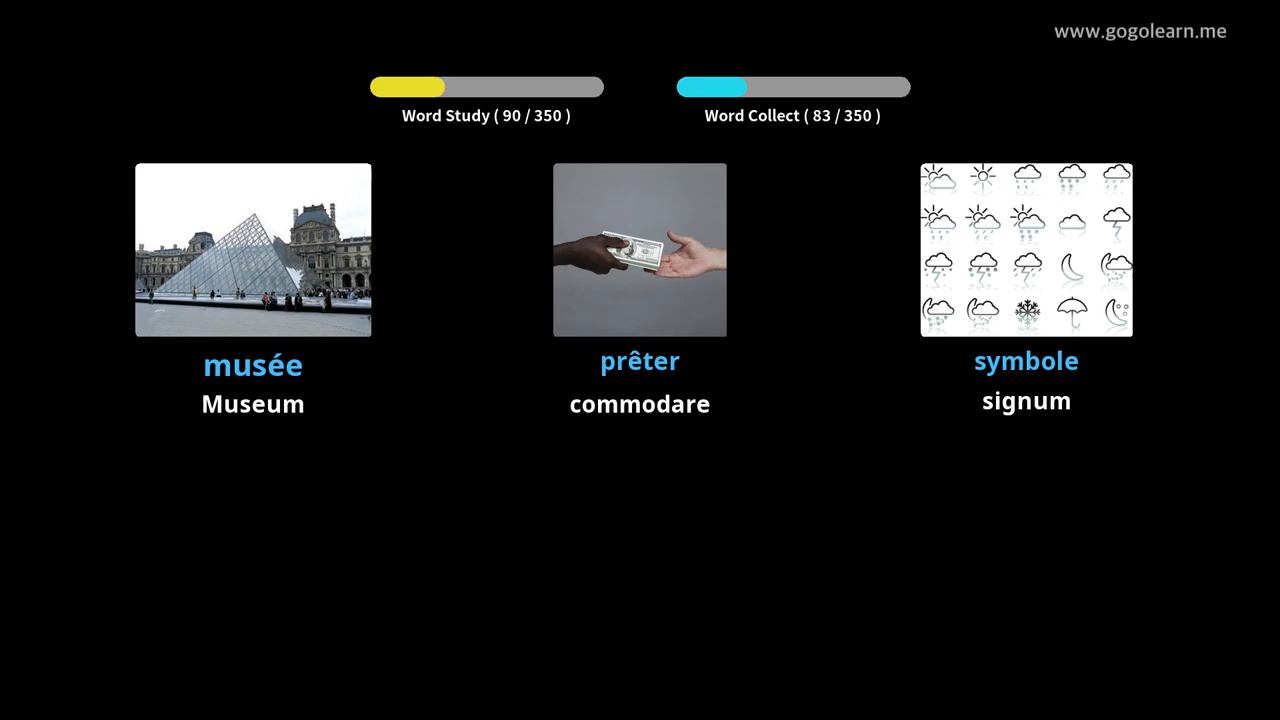 www.gogolearn.me
Word Study ( 90 / 350 )
Word Collect ( 83 / 350 )
musée
Museum
prêter
commodare
symbole
signum